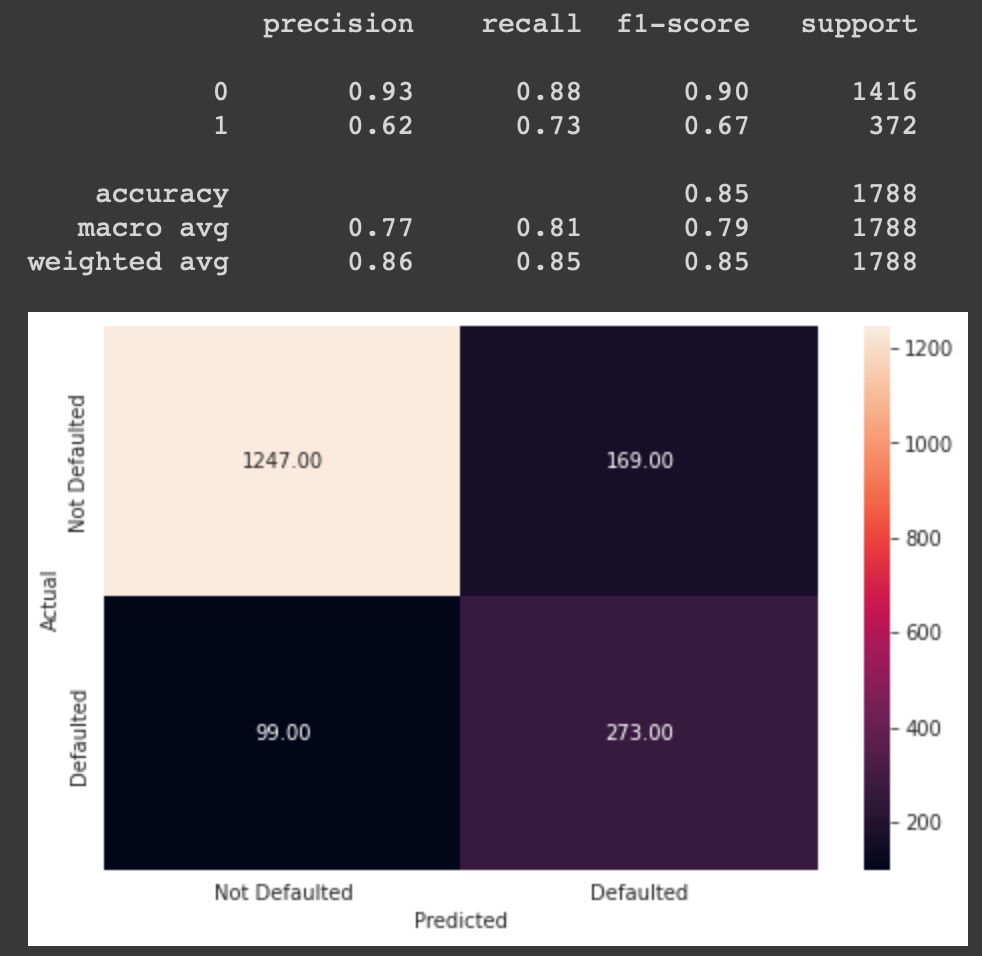 precision recall f1-score support
0 0.93 0.88 0.90 1416
1 0.62 0.73 0.67 372
accuracy 0.85 1788
macro avg 0.77 0.81 0.79 1788
weighted avg 0.86 0.85 0.85 1788
Actual
Not Defaulted
Defaulted
1247.00 169.00
99.00 273.00
Not Defaulted Defaulted
Predicted
1200
1000
800
600
400
200